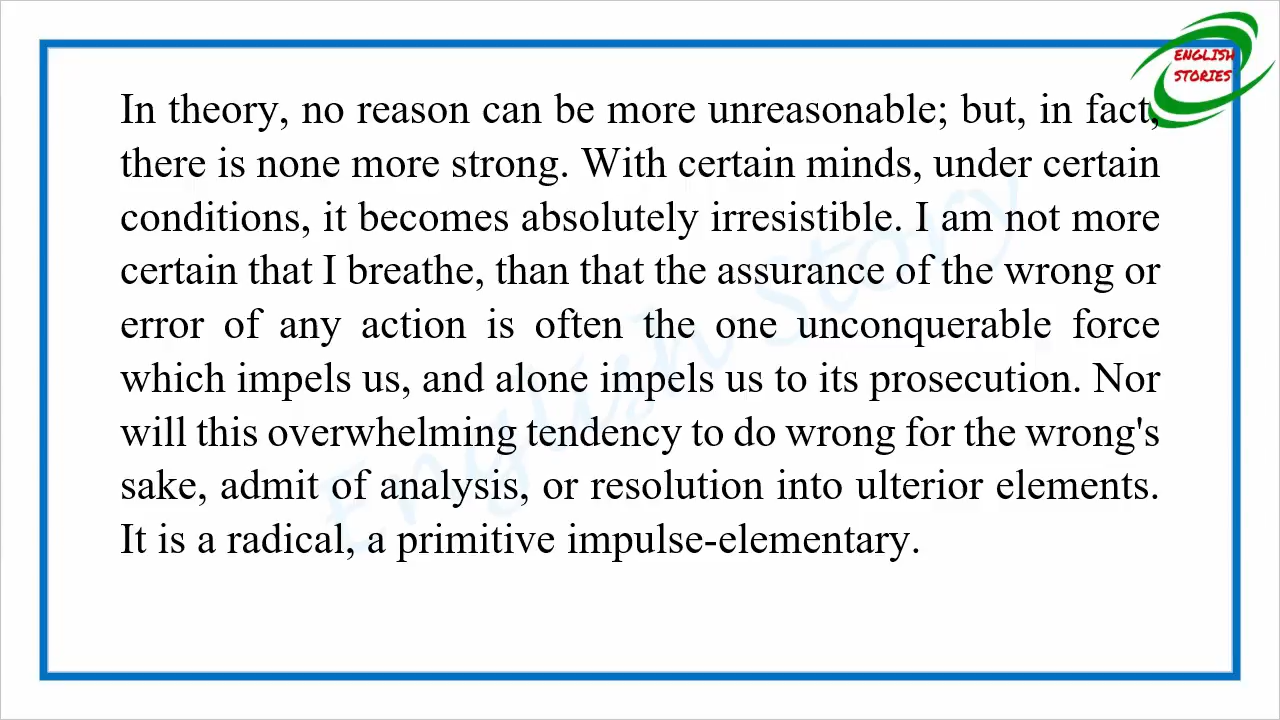 ENGLISH
STORIES
In theory, no reason can be more unreasonable; but, in fact,
there is none more strong. With certain minds, under certain
conditions, it becomes absolutely irresistible. I am not more
certain that I breathe, than that the assurance of the wrong or
error of any action is often the one unconquerable force
which impels us, and alone impels us to its prosecution. Nor
will this overwhelming tendency to do wrong for the wrong's
sake, admit of analysis, or resolution into ulterior elements.
It is a radical, a primitive impulse-elementary.
English Story